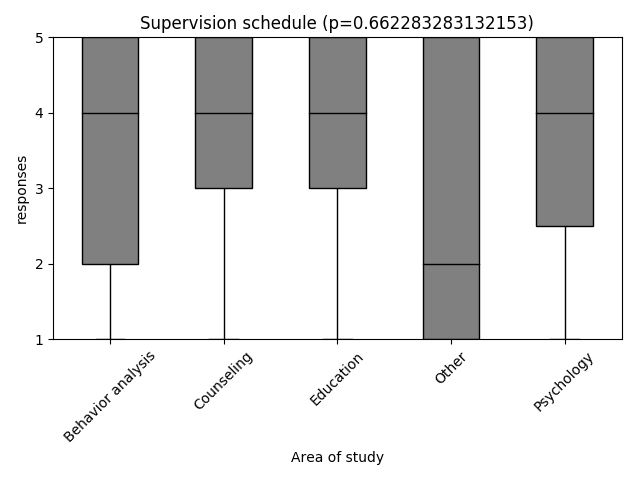 Supervision schedule (p=0.662283283132153)
responses
5
4
3
2
1
Behavior analysis
Counseling
Education
Other
Psychology
Area of study